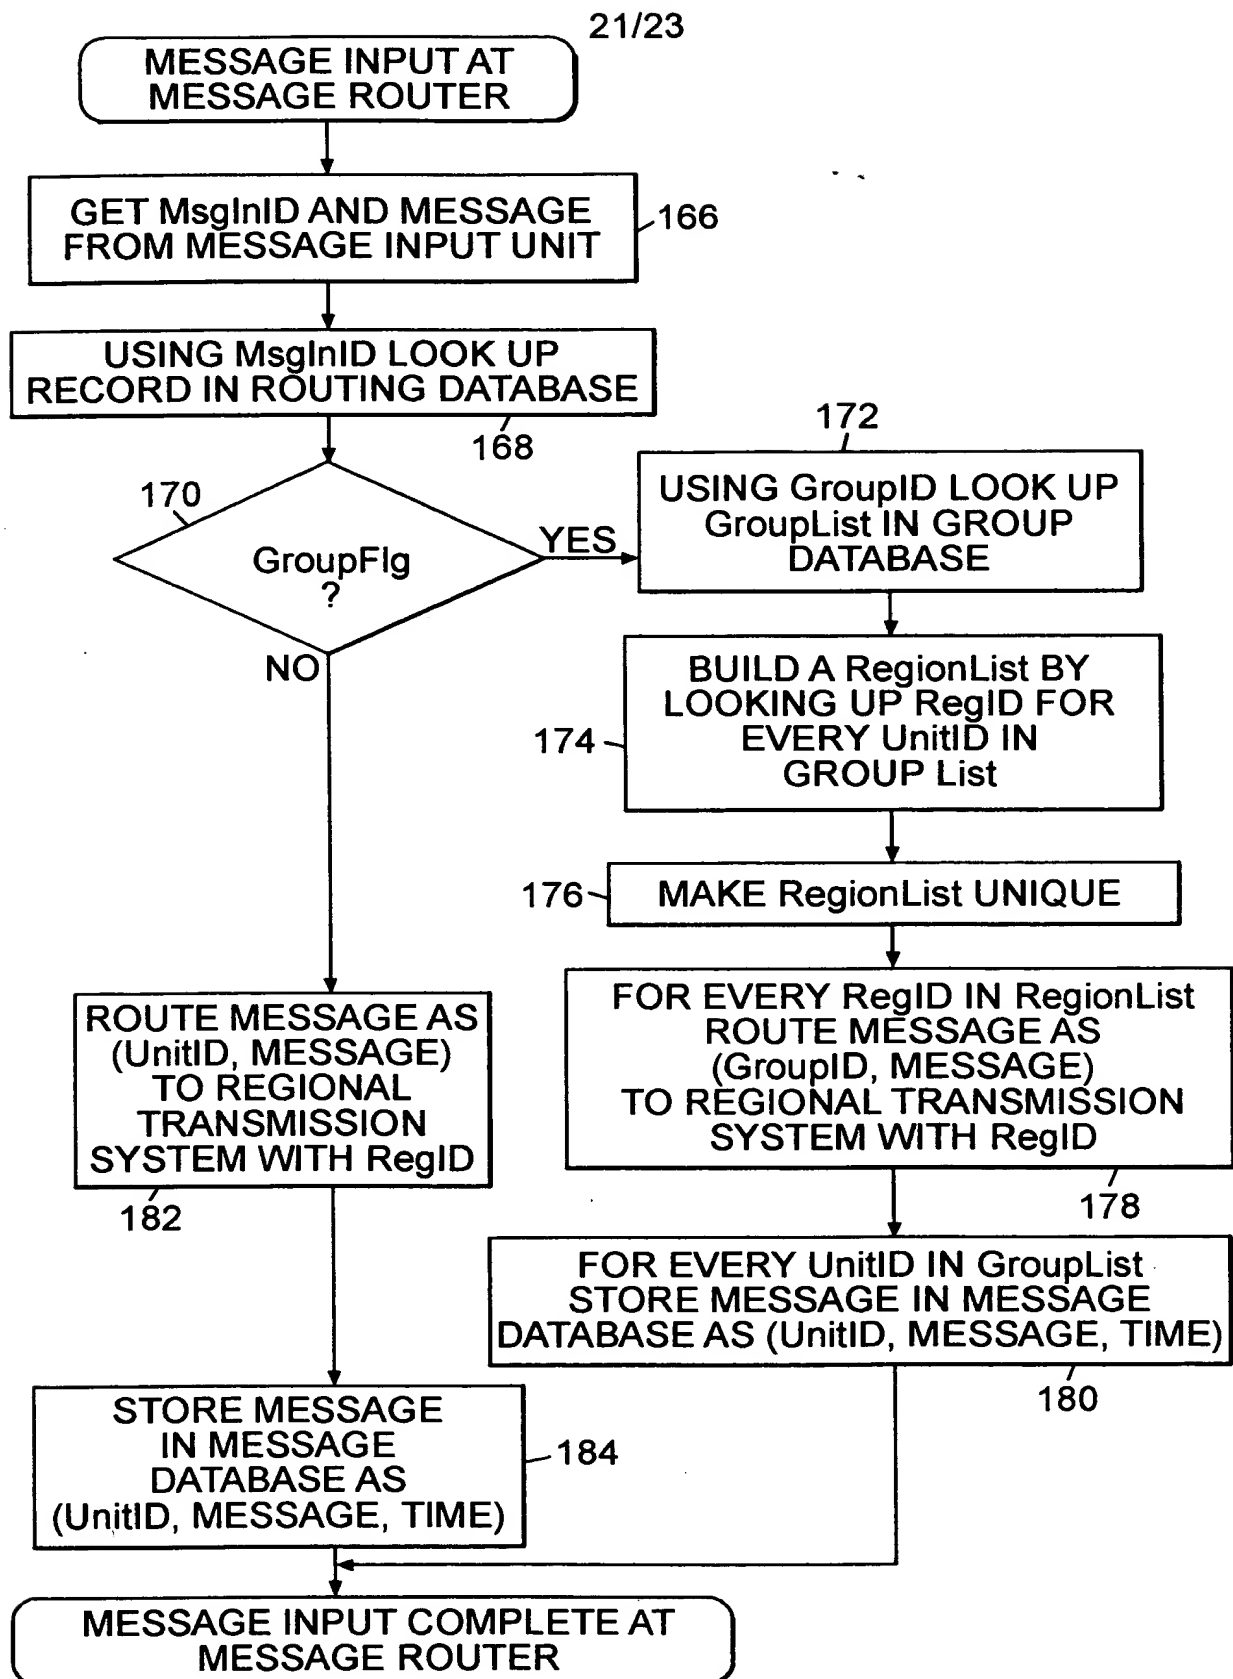 21/23
MESSAGE INPUT AT
MESSAGE ROUTER
GET MsgInID AND MESSAGE
FROM MESSAGE INPUT UNIT
166
USING MsgInID LOOK UP
RECORD IN ROUTING DATABASE
168
170
GroupFlg
?
YES
NO
172
USING GroupID LOOK UP
GroupList IN GROUP
DATABASE
BUILD A RegionList BY
LOOKING UP RegID FOR
EVERY UnitID IN
GROUP List
174
176
MAKE RegionList UNIQUE
FOR EVERY RegID IN RegionList
ROUTE MESSAGE AS
(GroupID, MESSAGE)
TO REGIONAL TRANSMISSION
SYSTEM WITH RegID
178
ROUTE MESSAGE AS
(UnitID, MESSAGE)
TO REGIONAL
TRANSMISSION
SYSTEM WITH RegID
182
FOR EVERY UnitID IN GroupList
STORE MESSAGE IN MESSAGE
DATABASE AS (UnitID, MESSAGE, TIME)
180
STORE MESSAGE
IN MESSAGE
DATABASE AS
(UnitID, MESSAGE, TIME)
184
MESSAGE INPUT COMPLETE AT
MESSAGE ROUTER